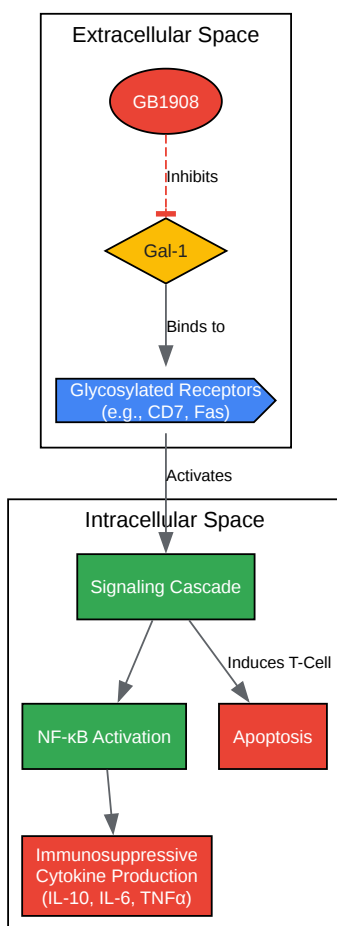 Extracellular Space
GB1908
Inhibits
Gal-1
Binds to
Glycosylated Receptors
(e.g., CD7, Fas)
Activates
Intracellular Space
Signaling Cascade
Induces T-Cell
NF-κB Activation
Apoptosis
Immunosuppressive
Cytokine Production
(IL-10, IL-6, TNFα)